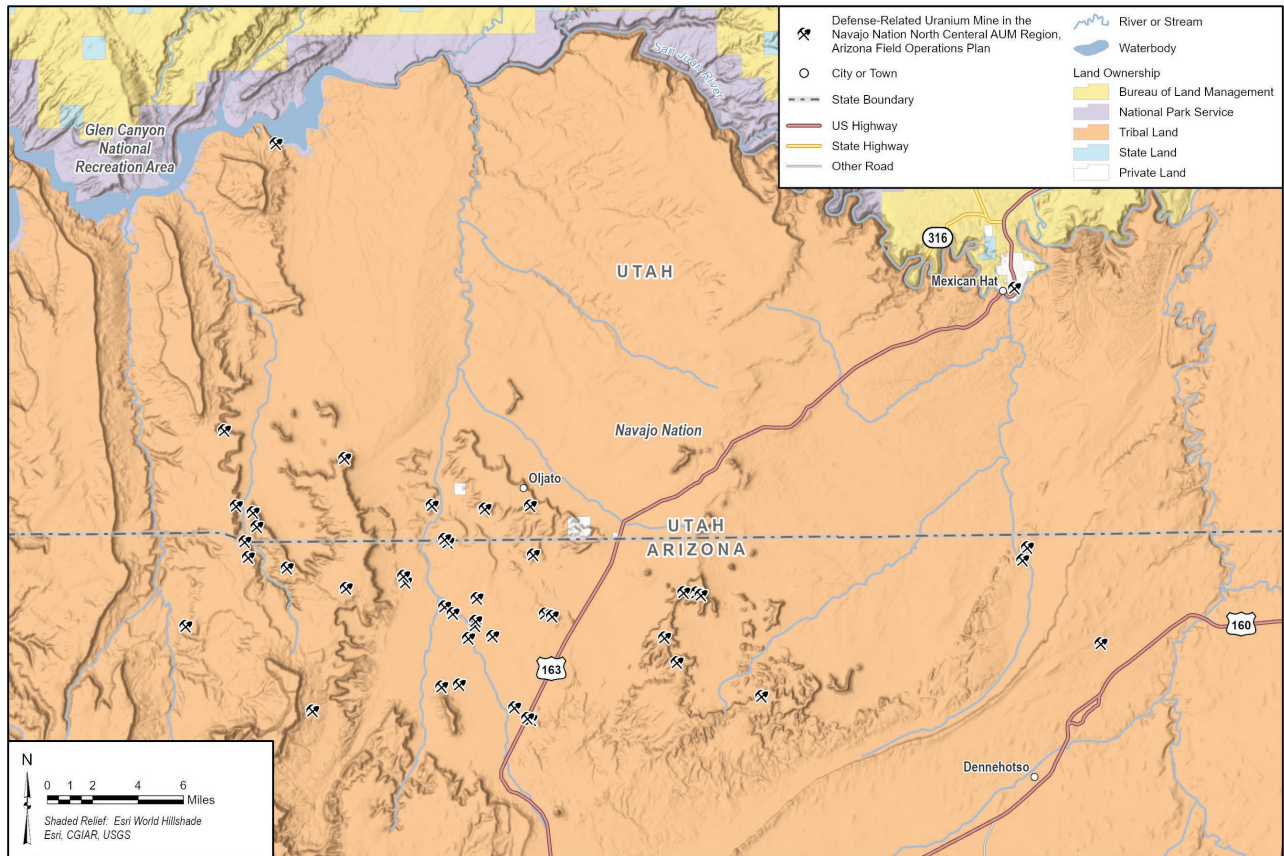 Defense-Related Uranium Mine in the
Navajo Nation North Central AUM Region,
Arizona Field Operations Plan
City or Town
State Boundary
US Highway
State Highway
Other Road
River or Stream
Waterbody
Land Ownership
Bureau of Land Management
National Park Service
Tribal Land
State Land
Private Land
San Juan River
Glen Canyon
National
Recreation Area
316
UTAH
Mexican Hat
Navajo Nation
Oljato
UTAH
ARIZONA
160
163
Dennehotso
N
0 1 2 4 6
Miles
Shaded Relief: Esri World Hillshade
Esri, CGIAR, USGS